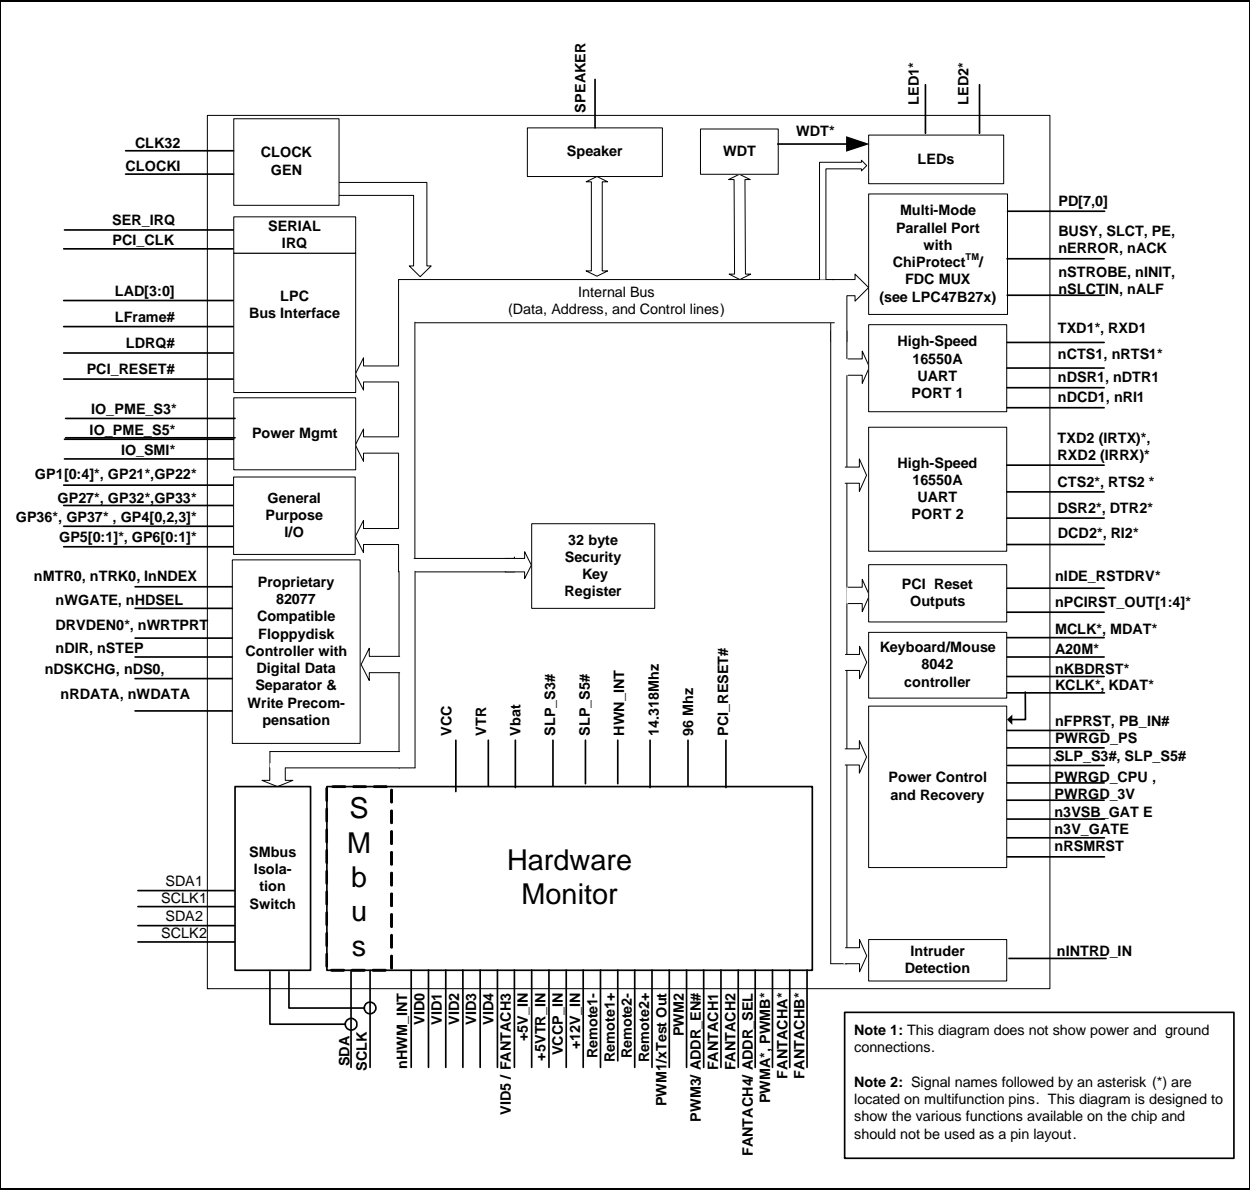 SPEAKER
LED1*
LED2*
CLK32
CLOCKI
CLOCK
GEN
Speaker
WDT
WDT*
LEDs
SER_IRQ
PCI_CLK
SERIAL
IRQ
LAD[3:0]
LFrame#
LDRQ#
PCI_RESET#
LPC
Bus Interface
Internal Bus
(Data, Address, and Control lines)
Multi-Mode
Parallel Port
with
ChiProtect™/
FDC MUX
(see LPC47B27x)
PD[7,0]
BUSY, SLCT, PE,
nERROR, nACK
nSTROBE, nINIT,
nSLCTIN, nALF
High-Speed
16550A
UART
PORT 1
TXD1*, RXD1
nCTS1, nRTS1*
nDSR1, nDTR1
nDCD1, nRI1
IO_PME_S3*
IO_PME_S5*
IO_SMI*
Power Mgmt
GP1[0:4]*, GP21*,GP22*
GP27*, GP32*,GP33*
GP36*, GP37* , GP4[0,2,3]*
GP5[0:1]*, GP6[0:1]*
General
Purpose
I/O
High-Speed
16550A
UART
PORT 2
TXD2 (IRTX)*,
RXD2 (IRRX)*
CTS2*, RTS2 *
DSR2*, DTR2*
DCD2*, RI2*
32 byte
Security
Key
Register
nMTR0, nTRK0, InNDEX
nWGATE, nHDSEL
DRVDEN0*, nWRTPRT
nDIR, nSTEP
nDSKCHG, nDS0,
nRDATA, nWDATA
Proprietary
82077
Compatible
Floppydisk
Controller with
Digital Data
Separator &
Write Precom-
pensation
PCI Reset
Outputs
nIDE_RSTDRV*
nPCIRST_OUT[1:4]*
Keyboard/Mouse
8042
controller
MCLK*, MDAT*
A20M*
nKBDRST*
KCLK*, KDAT*
Power Control
and Recovery
nFPRST, PB_IN#
PWRGD_PS
SLP_S3#, SLP_S5#
PWRGD_CPU ,
PWRGD_3V
n3VSB_GAT E
n3V_GATE
nRSMRST
VCC
VTR
Vbat
SLP_S3#
SLP_S5#
HWN_INT
14.318Mhz
96 Mhz
PCI_RESET#
SMbus
Isola-
tion
Switch
SDA1
SCLK1
SDA2
SCLK2
S
M
b
u
s
Hardware
Monitor
Intruder
Detection
nINTRD_IN
SDA
SCLK
nHWM_INT
VID0
VID1
VID2
VID3
VID4
VID5 / FANTACH3
+5V_IN
+5VTR_IN
VCCP_IN
+12V_IN
Remote1-
Remote1+
Remote2-
Remote2+
PWM1/xTest Out
PWM2
PWM3/ ADDR_EN#
FANTACH1
FANTACH2
FANTACH4/ ADDR_SEL
PWMA*, PWMB*
FANTACHA*
FANTACHB*
Note 1: This diagram does not show power and ground
connections.
Note 2: Signal names followed by an asterisk (*) are
located on multifunction pins. This diagram is designed to
show the various functions available on the chip and
should not be used as a pin layout.